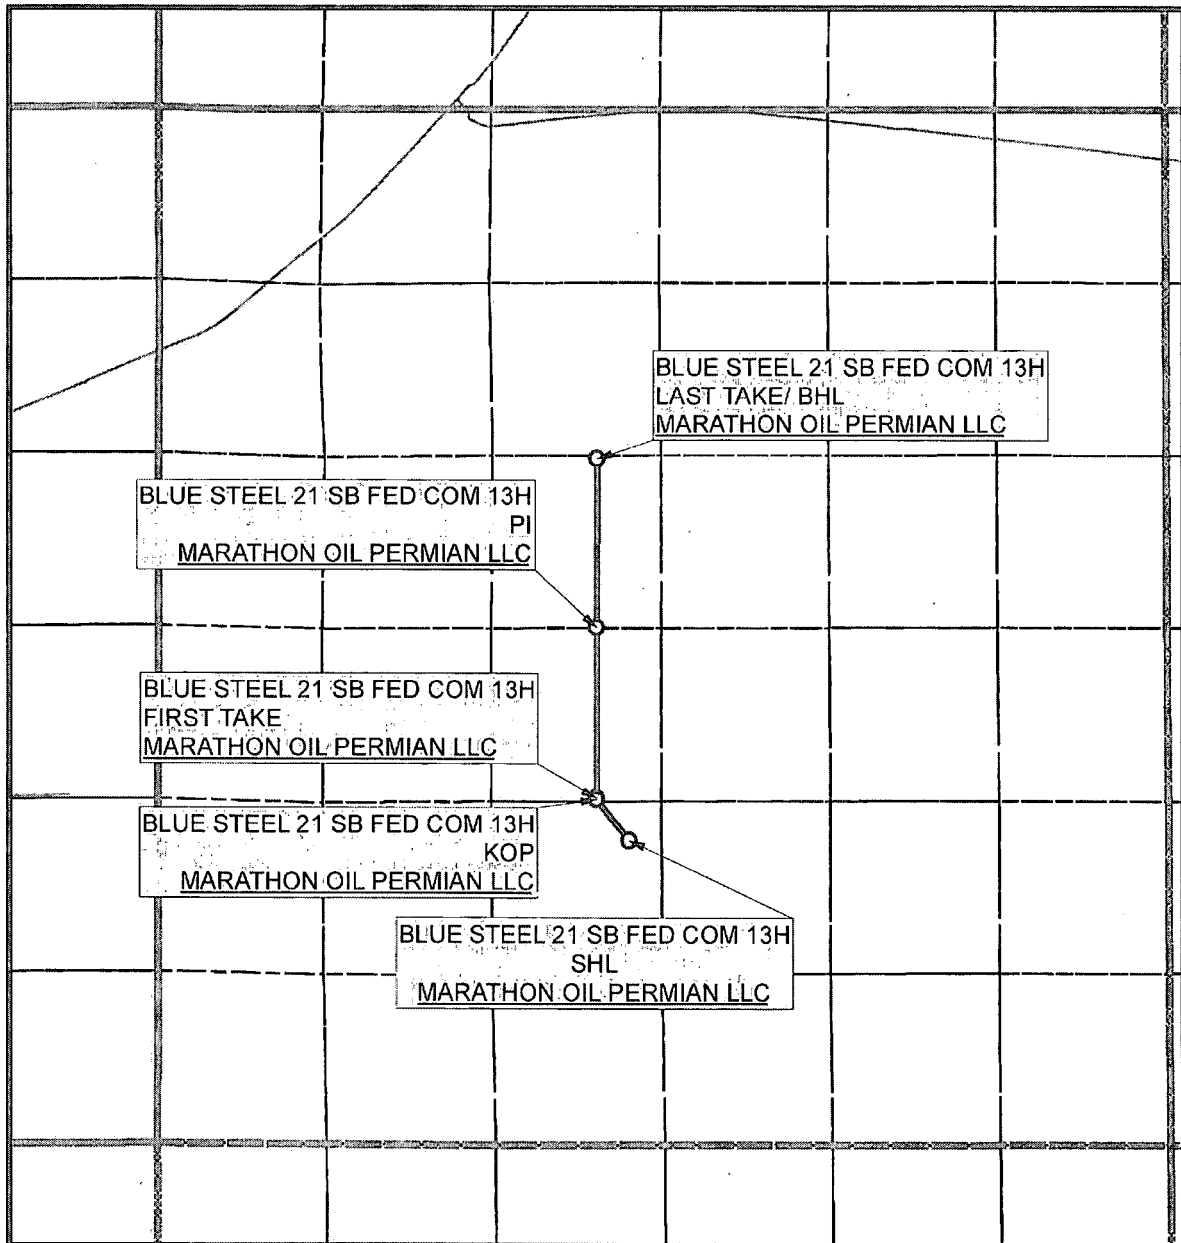 BLUE STEEL 21 SB FED COM 13H
LAST TAKE/ BHL
MARATHON OIL PERMIAN LLC
BLUE STEEL 21 SB FED COM 13H
PI
MARATHON OIL PERMIAN LLC
BLUE STEEL 21 SB FED COM 13H
FIRST TAKE
MARATHON OIL PERMIAN LLC
BLUE STEEL 21 SB FED COM 13H
KOP
MARATHON OIL PERMIAN LLC
BLUE STEEL 21 SB FED COM 13H
SHL
MARATHON OIL PERMIAN LLC